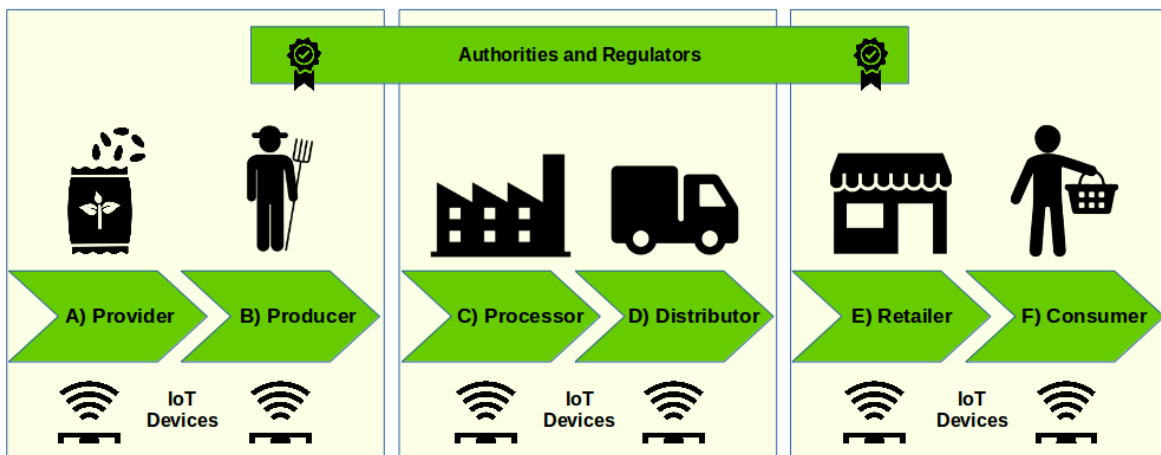 Authorities and Regulators
A) Provider
B) Producer
C) Processor
D) Distributor
E) Retailer
F) Consumer
IoT
Devices
IoT
Devices
IoT
Devices